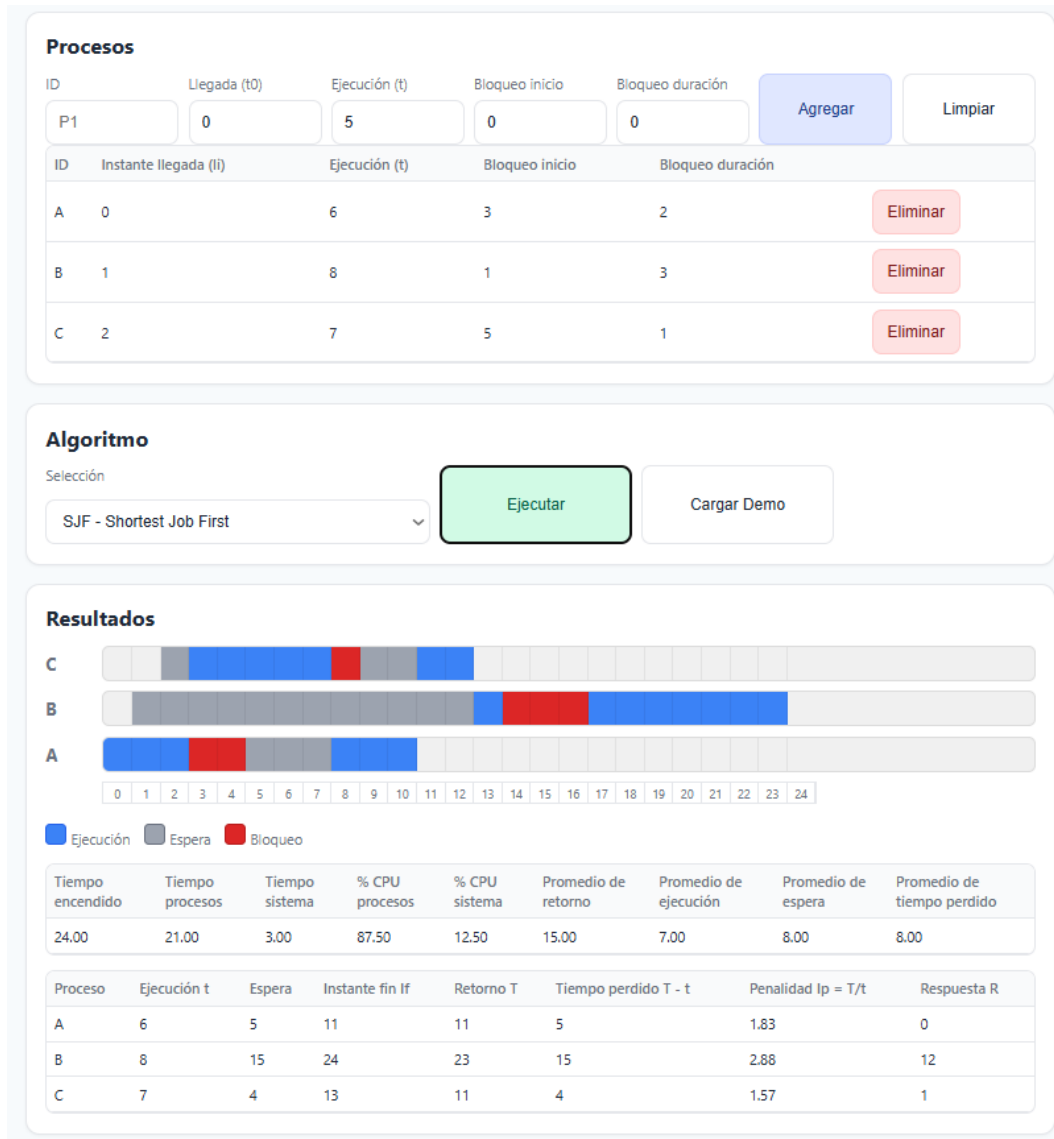 Procesos
ID Llegada (t0) Ejecución (t) Bloqueo inicio Bloqueo duración
P1 0 5 0 0 Agregar Limpiar
ID Instante llegada (li) Ejecución (t) Bloqueo inicio Bloqueo duración
A 0 6 3 2 Eliminar
B 1 8 1 3 Eliminar
C 2 7 5 1 Eliminar
Algoritmo
Selección
SJF - Shortest Job First Ejecutar Cargar Demo
Resultados
C
B
A
0 1 2 3 4 5 6 7 8 9 10 11 12 13 14 15 16 17 18 19 20 21 22 23 24
Ejecución Espera Bloqueo
Tiempo Tiempo Tiempo % CPU % CPU Promedio de Promedio de Promedio de Promedio de
encendido procesos sistema procesos sistema retorno ejecución espera tiempo perdido
24.00 21.00 3.00 87.50 12.50 15.00 7.00 8.00 8.00
Proceso Ejecución t Espera Instante fin If Retorno T Tiempo perdido T - t Penalidad Ip = T/t Respuesta R
A 6 5 11 11 5 1.83 0
B 8 15 24 23 15 2.88 12
C 7 4 13 11 4 1.57 1